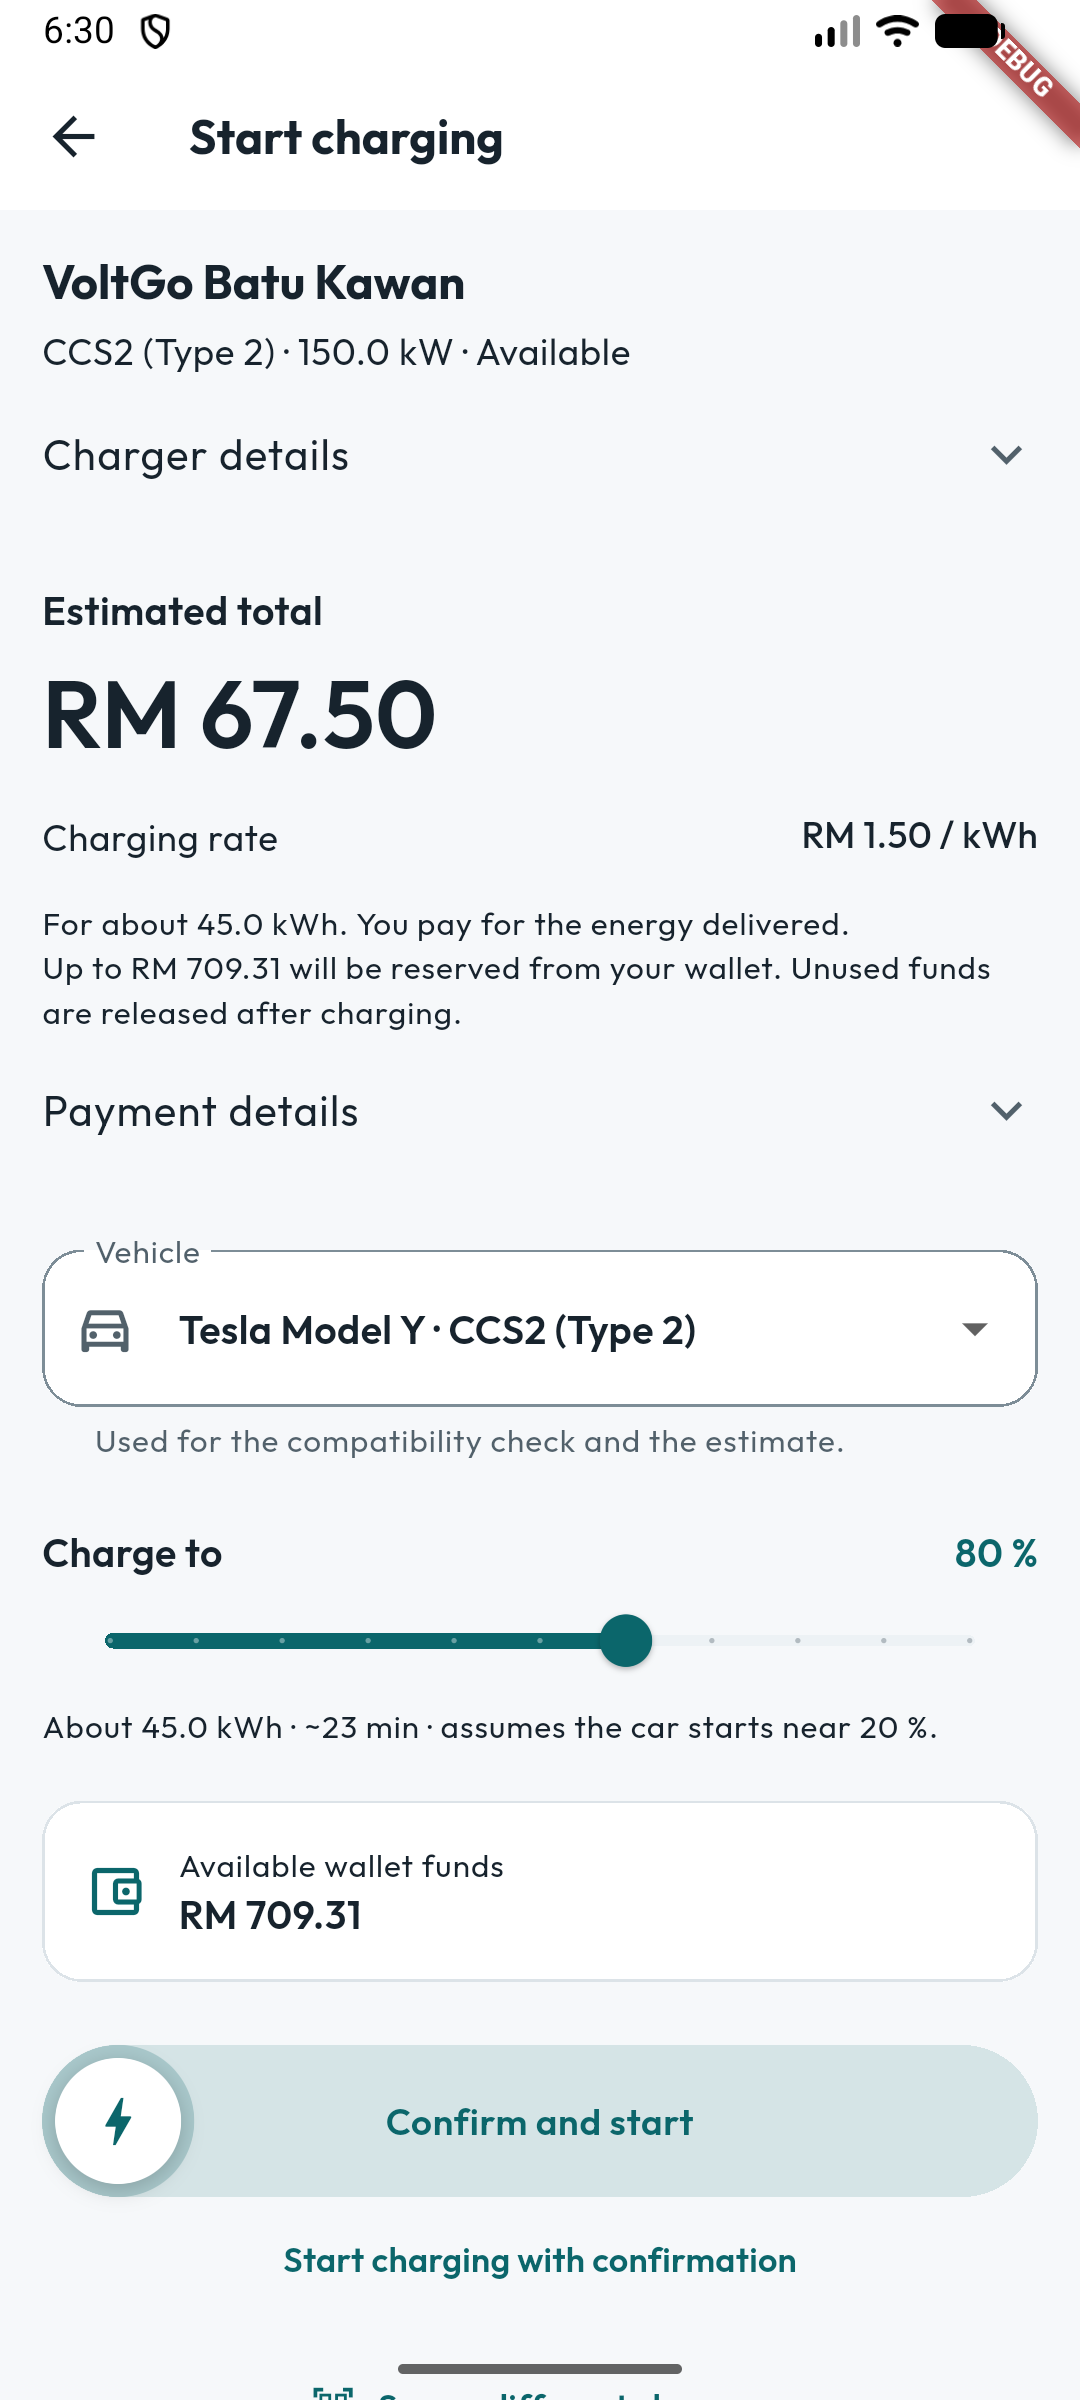 6:30
EBUG
Start charging
VoltGo Batu Kawan
CCS2 (Type 2) · 150.0 kW · Available
Charger details
Estimated total
RM 67.50
Charging rate
RM 1.50 / kWh
For about 45.0 kWh. You pay for the energy delivered.
Up to RM 709.31 will be reserved from your wallet. Unused funds
are released after charging.
Payment details
Vehicle
Tesla Model Y · CCS2 (Type 2)
Used for the compatibility check and the estimate.
Charge to
80 %
About 45.0 kWh · ~23 min · assumes the car starts near 20 %.
Available wallet funds
RM 709.31
Confirm and start
Start charging with confirmation